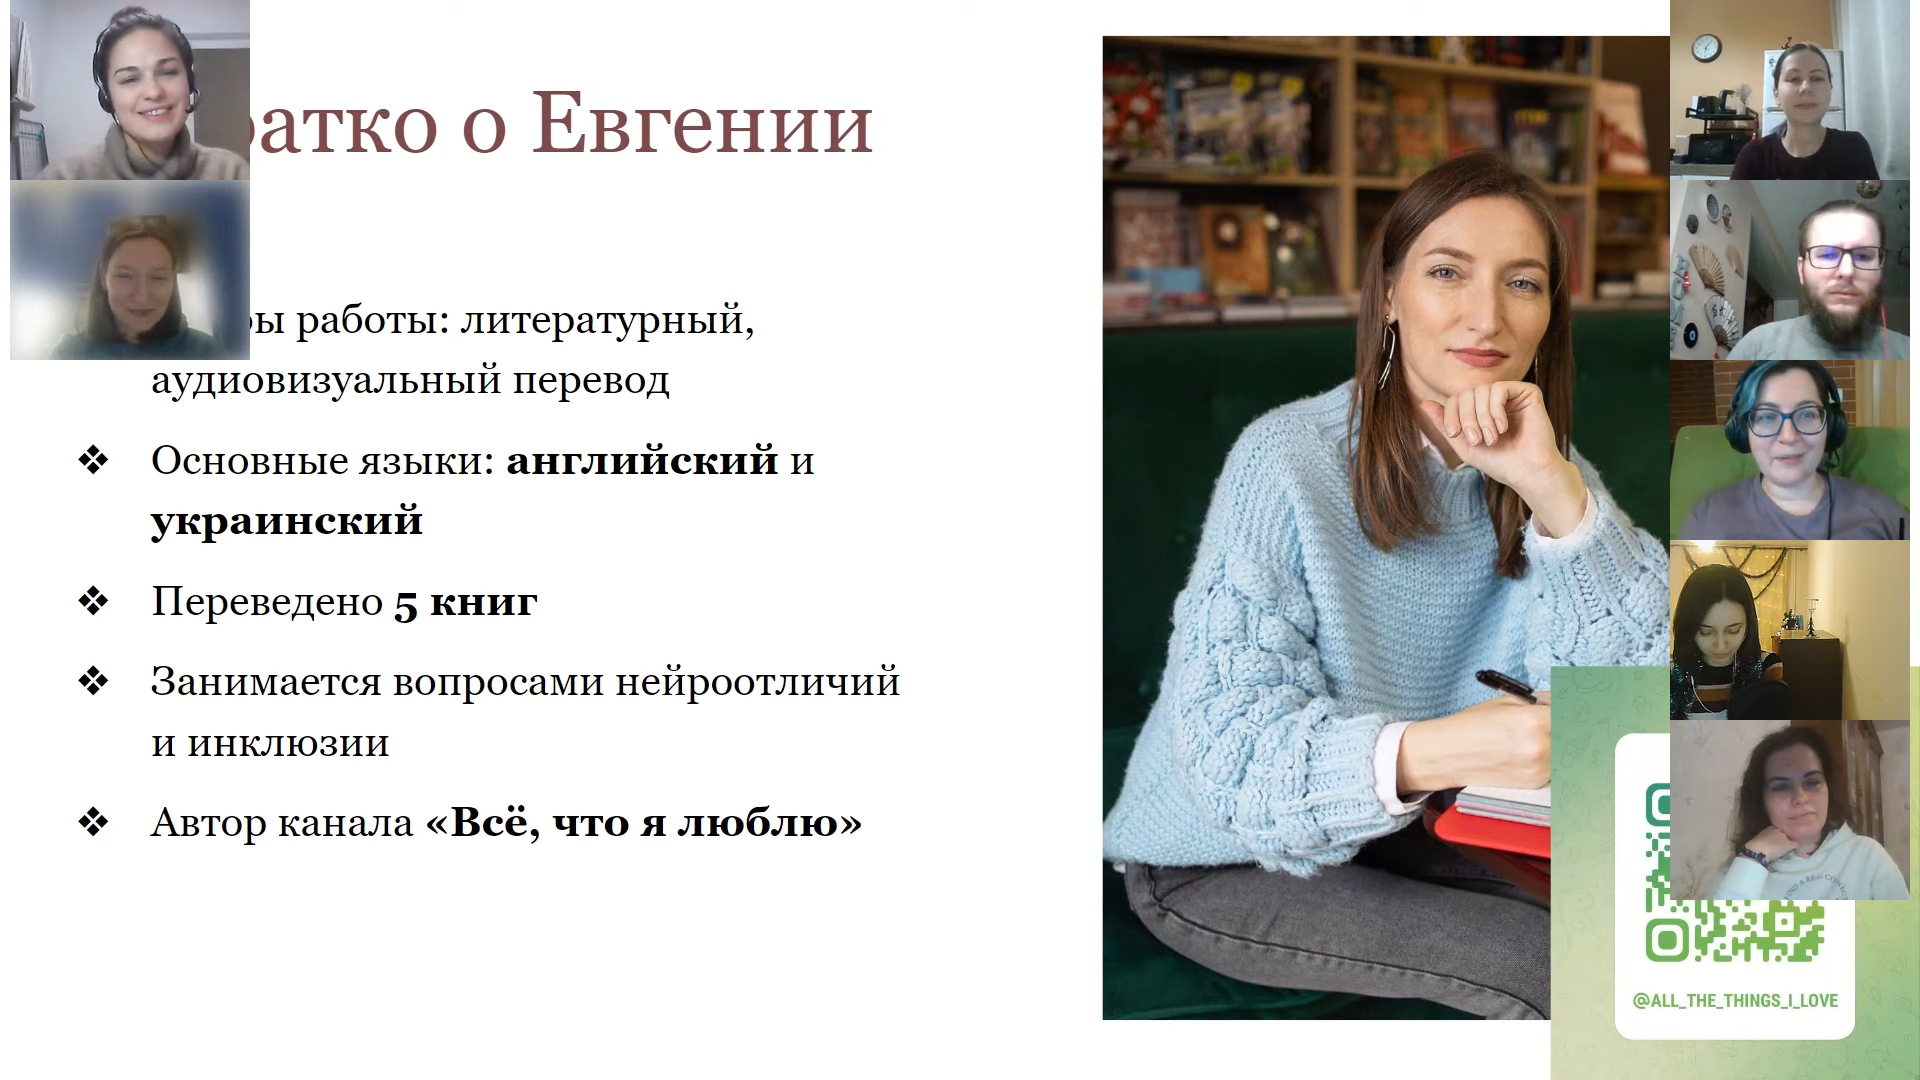 атко о Евгении
ы работы: литературный,
аудиовизуальный перевод
❖ Основные языки: английский и
украинский
❖ Переведено 5 книг
❖ Занимается вопросами нейроотличий
и инклюзии
❖ Автор канала «Всё, что я люблю»
@ALL_THE_THINGS_I_LOVE